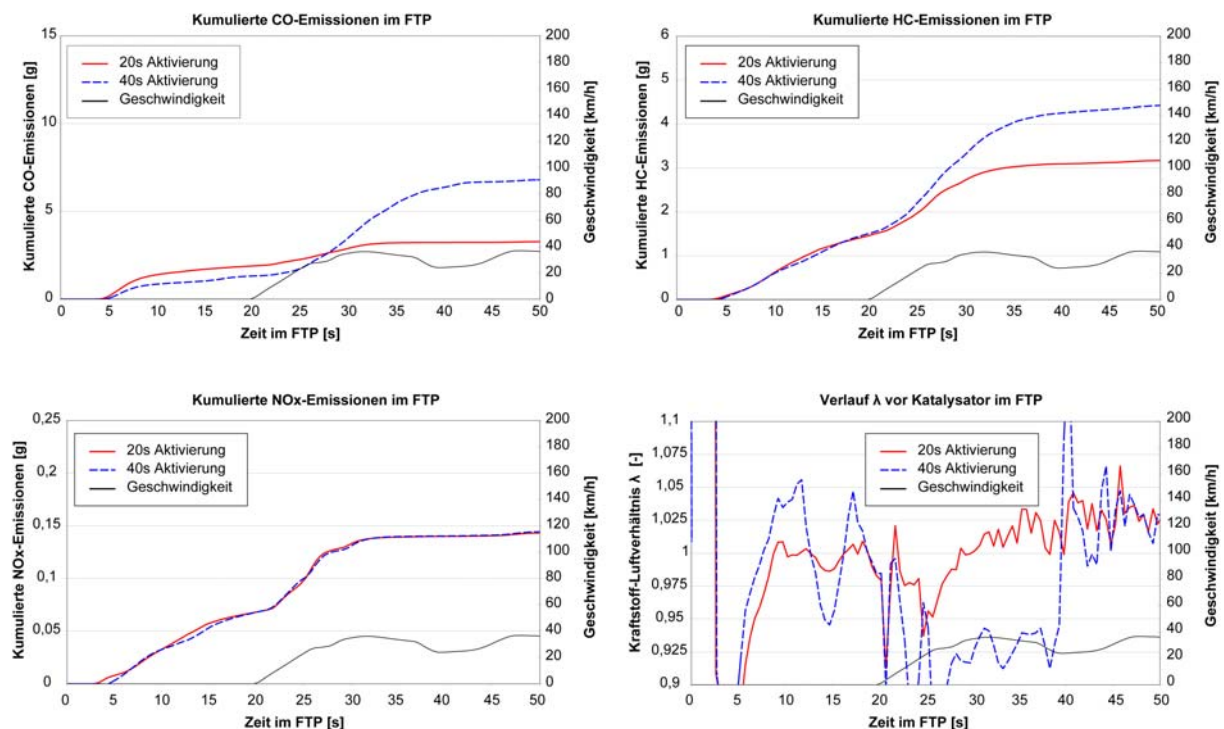 Kumulierte CO-Emissionen im FTP
Kumulierte CO-Emissionen [g]
15
10
5
0
20s Aktivierung
40s Aktivierung
Geschwindigkeit
200
180
160
140
120
100
80
60
40
20
0
Geschwindigkeit [km/h]
0 5 10 15 20 25 30 35 40 45 50
Zeit im FTP [s]
Kumulierte HC-Emissionen im FTP
Kumulierte HC-Emissionen [g]
6
5
4
3
2
1
0
20s Aktivierung
40s Aktivierung
Geschwindigkeit
200
180
160
140
120
100
80
60
40
20
0
Geschwindigkeit [km/h]
0 5 10 15 20 25 30 35 40 45 50
Zeit im FTP [s]
Kumulierte NOx-Emissionen im FTP
Kumulierte NOx-Emissionen [g]
0,25
0,2
0,15
0,1
0,05
0
20s Aktivierung
40s Aktivierung
Geschwindigkeit
200
180
160
140
120
100
80
60
40
20
0
Geschwindigkeit [km/h]
0 5 10 15 20 25 30 35 40 45 50
Zeit im FTP [s]
Verlauf λ vor Katalysator im FTP
Kraftstoff-Luftverhältnis λ [-]
1,1
1,075
1,05
1,025
1
0,975
0,95
0,925
0,9
20s Aktivierung
40s Aktivierung
Geschwindigkeit
200
180
160
140
120
100
80
60
40
20
0
Geschwindigkeit [km/h]
0 5 10 15 20 25 30 35 40 45 50
Zeit im FTP [s]